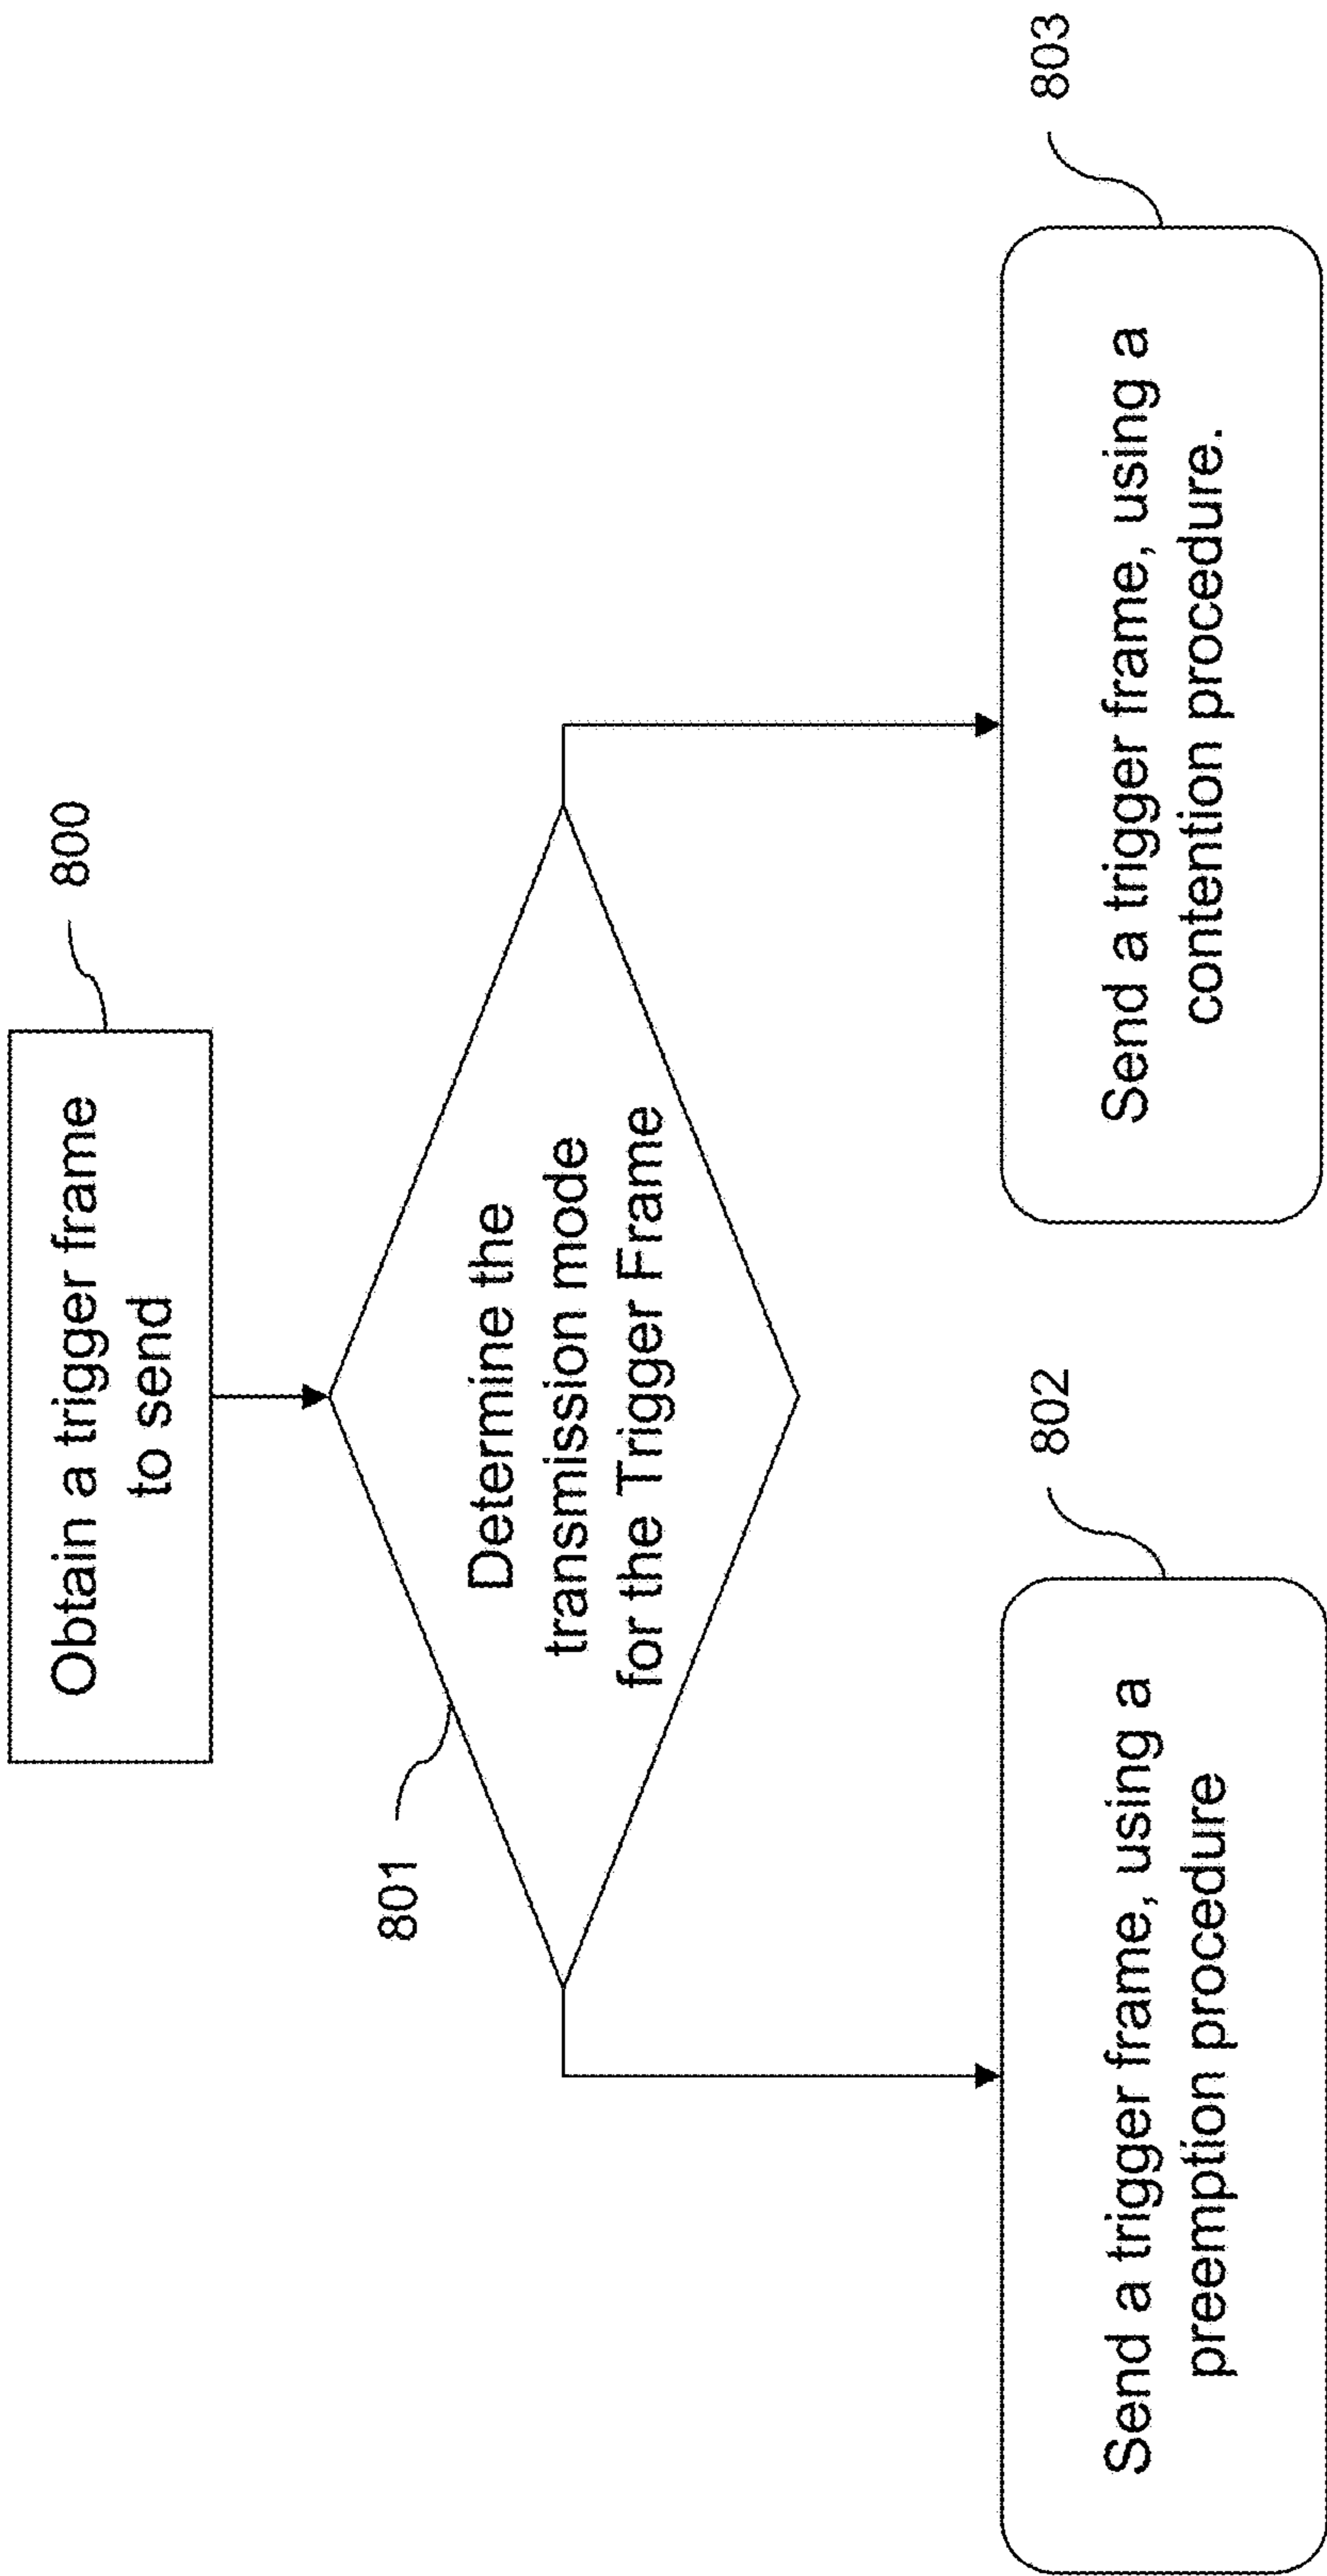 800
Obtain a trigger frame
to send
801
Determine the
transmission mode
for the Trigger Frame
802
Send a trigger frame, using a
preemption procedure
803
Send a trigger frame, using a
contention procedure.